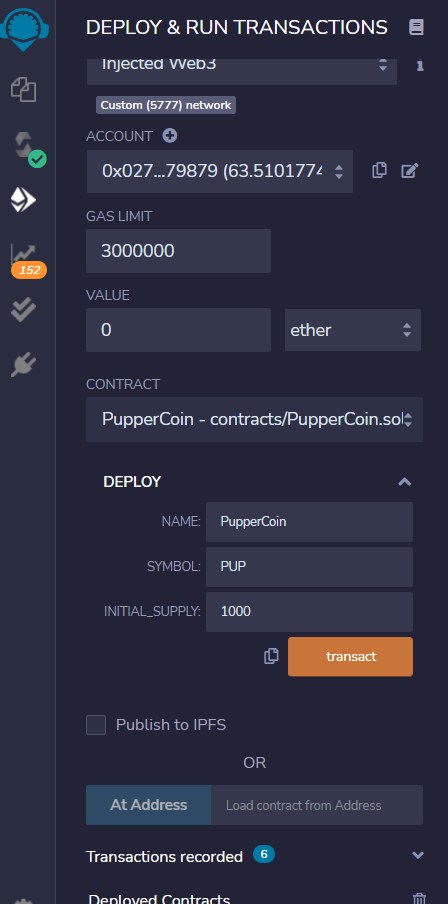 DEPLOY & RUN TRANSACTIONS
Injected Web3
Custom (5777) network
ACCOUNT
0x027...79879 (63.5101774
GAS LIMIT
3000000
VALUE
0 ether
CONTRACT
PupperCoin - contracts/PupperCoin.sol
152
DEPLOY
NAME: PupperCoin
SYMBOL: PUP
INITIAL_SUPPLY: 1000
transact
Publish to IPFS
OR
At Address Load contract from Address
Transactions recorded 6
Deployed Contracts